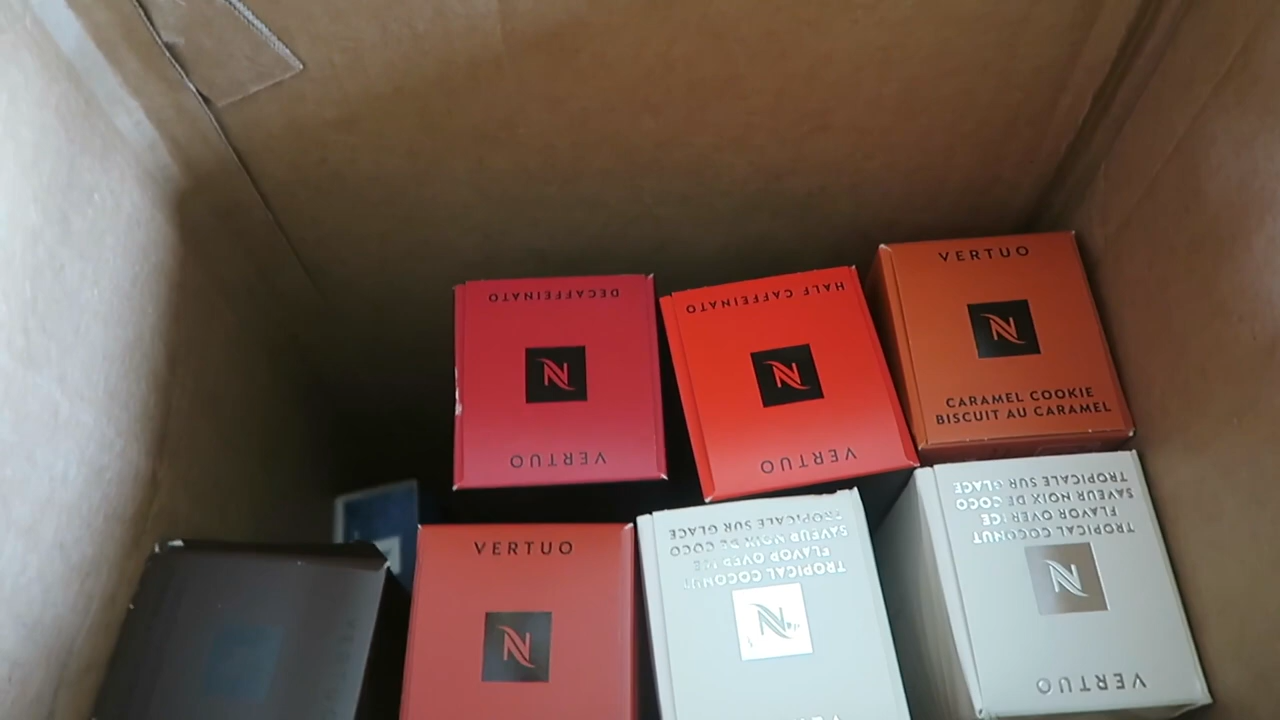 DECAFFEINATO
VERTUO
HALF CAFFEINATO
VERTUO
VERTUO
CARAMEL COOKIE
BISCUIT AU CARAMEL
VERTUO
VERTUO
TROPICAL COCONUT
FLAVOR OVER ICE
SAVEUR NOIX DE COCO
TROPICALE SUR GLACE
VERTUO
TROPICAL COCONUT
FLAVOR OVER ICE
SAVEUR NOIX DE COCO
TROPICALE SUR GLACE